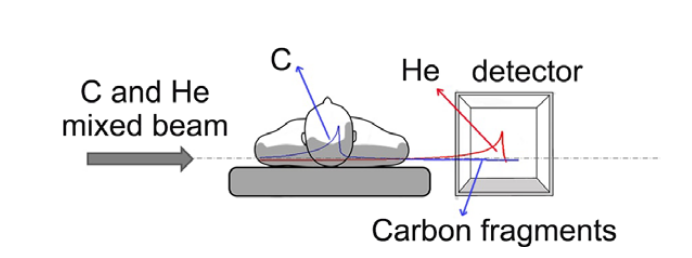 C and He
mixed beam
C
He
detector
Carbon fragments